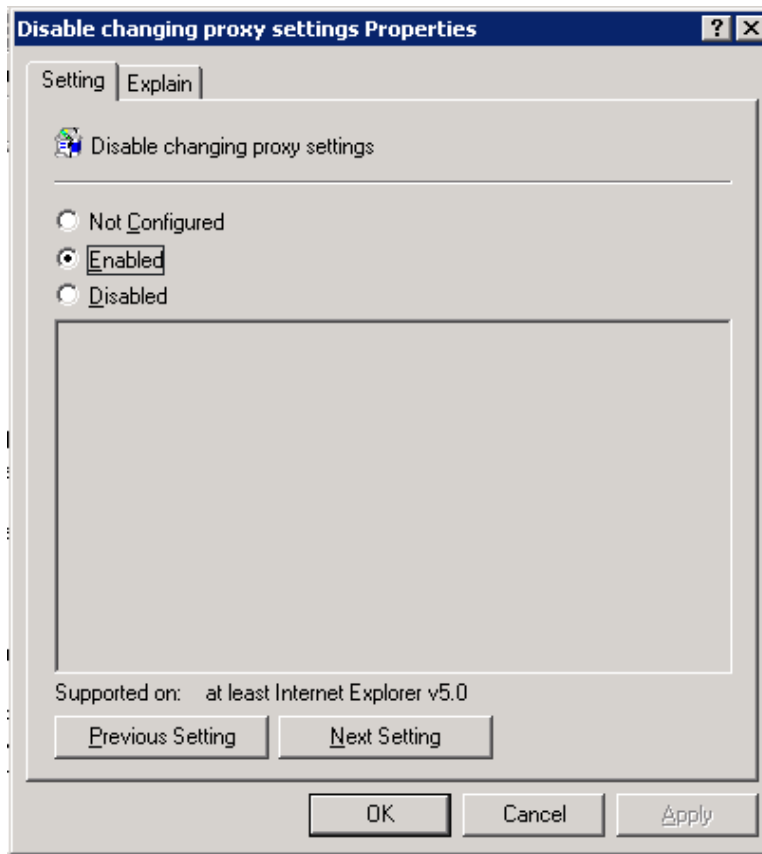 Disable changing proxy settings Properties
Setting Explain
Disable changing proxy settings
Not Configured
Enabled
Disabled
Supported on: at least Internet Explorer v5.0
Previous Setting Next Setting
OK Cancel Apply